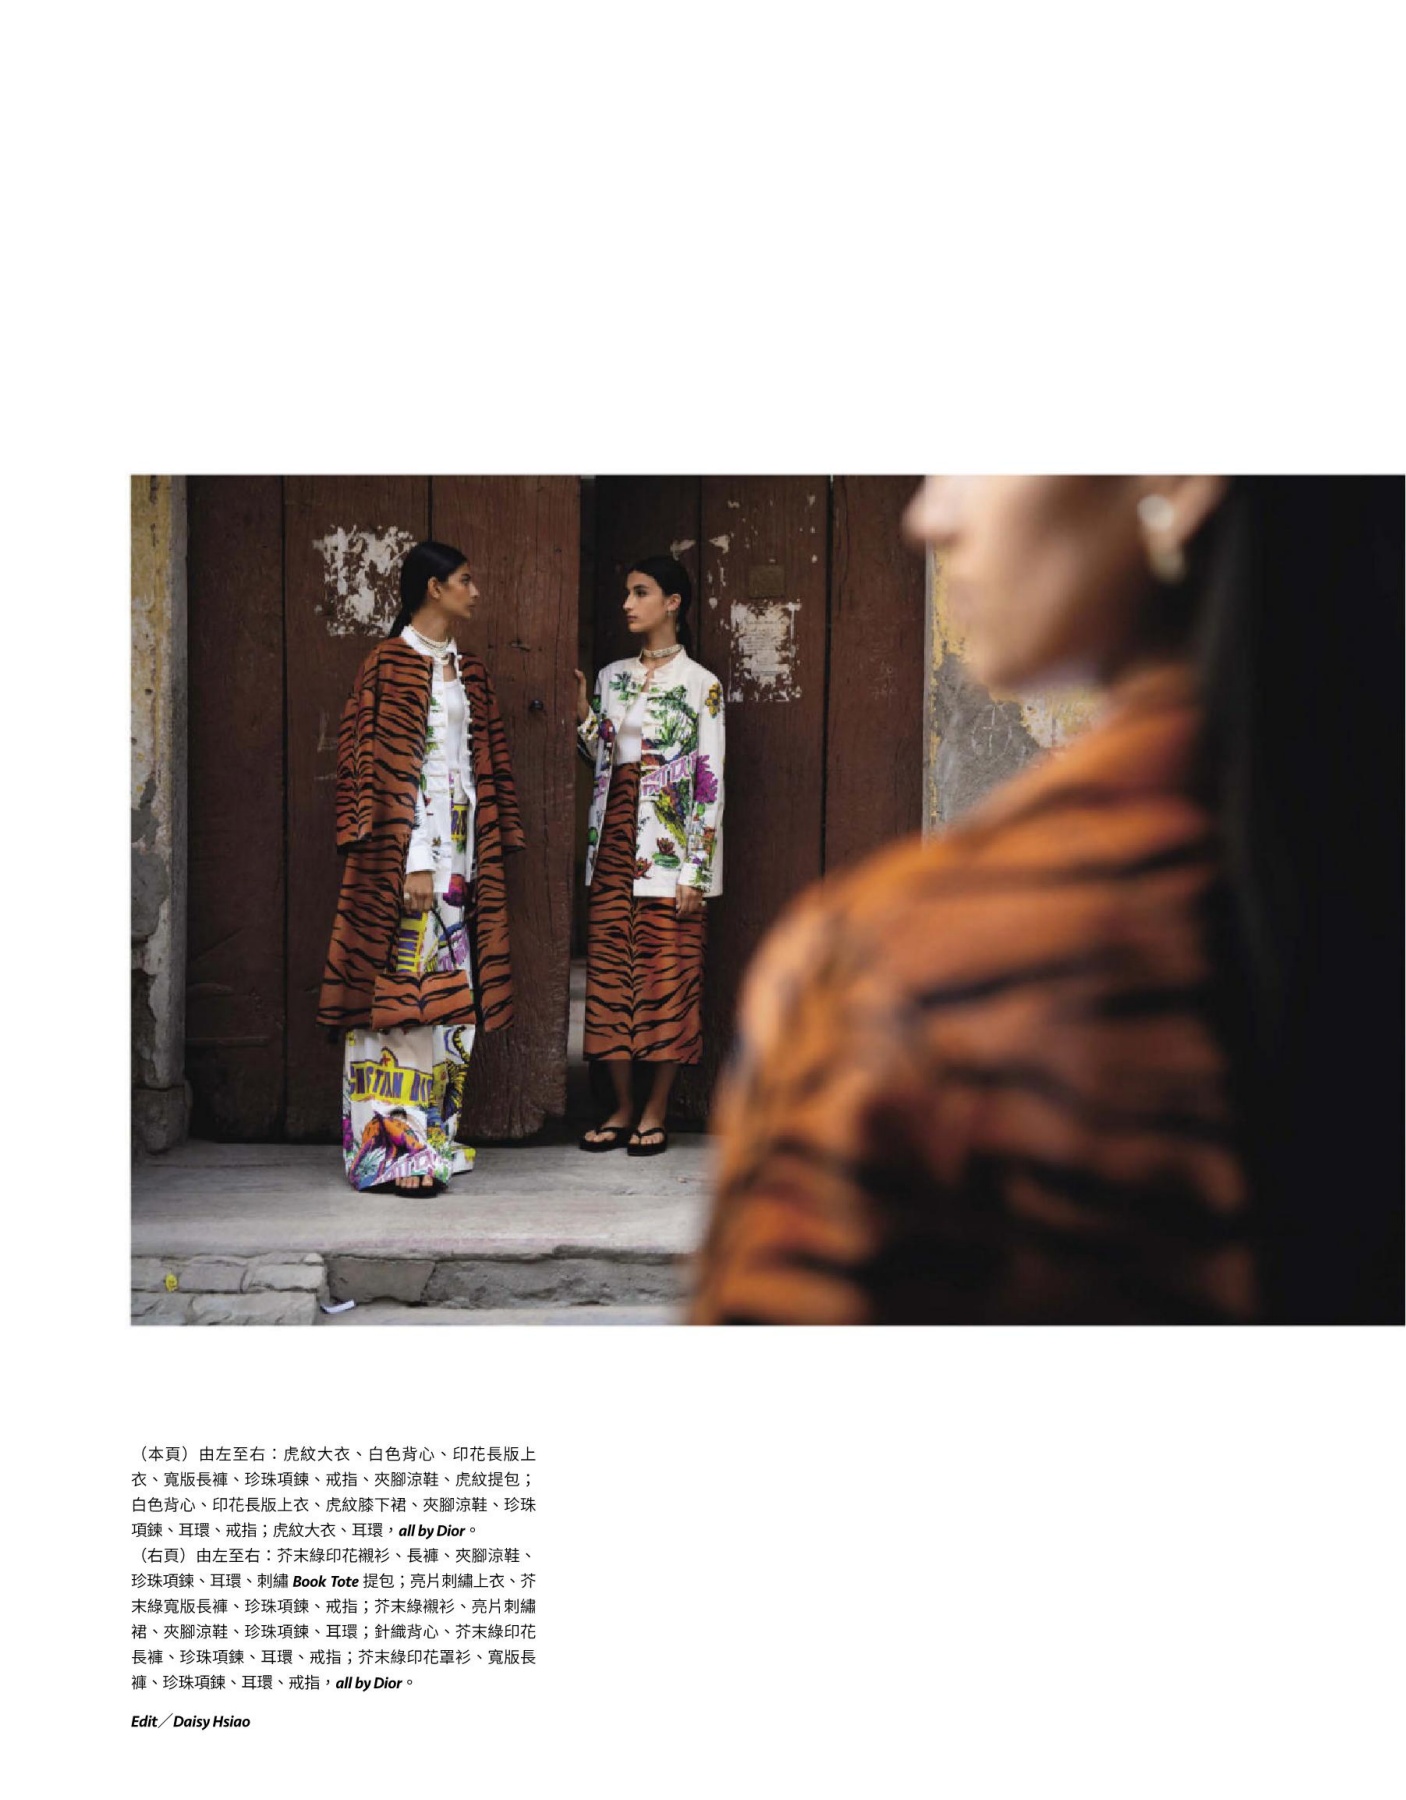 （本頁）由左至右：虎紋大衣、白色背心、印花長版上
衣、寬版長褲、珍珠項鍊、戒指、夾腳涼鞋、虎紋提包；
白色背心、印花長版上衣、虎紋膝下裙、夾腳涼鞋、珍珠
項鍊、耳環、戒指；虎紋大衣、耳環，all by Dior。
（右頁）由左至右：芥末綠印花襯衫、長褲、夾腳涼鞋、
珍珠項鍊、耳環、刺繡 Book Tote 提包；亮片刺繡上衣、芥
末綠寬版長褲、珍珠項鍊、戒指；芥末綠襯衫、亮片刺繡
裙、夾腳涼鞋、珍珠項鍊、耳環；針織背心、芥末綠印花
長褲、珍珠項鍊、耳環、戒指；芥末綠印花罩衫、寬版長
褲、珍珠項鍊、耳環、戒指，all by Dior。
Edit／Daisy Hsiao